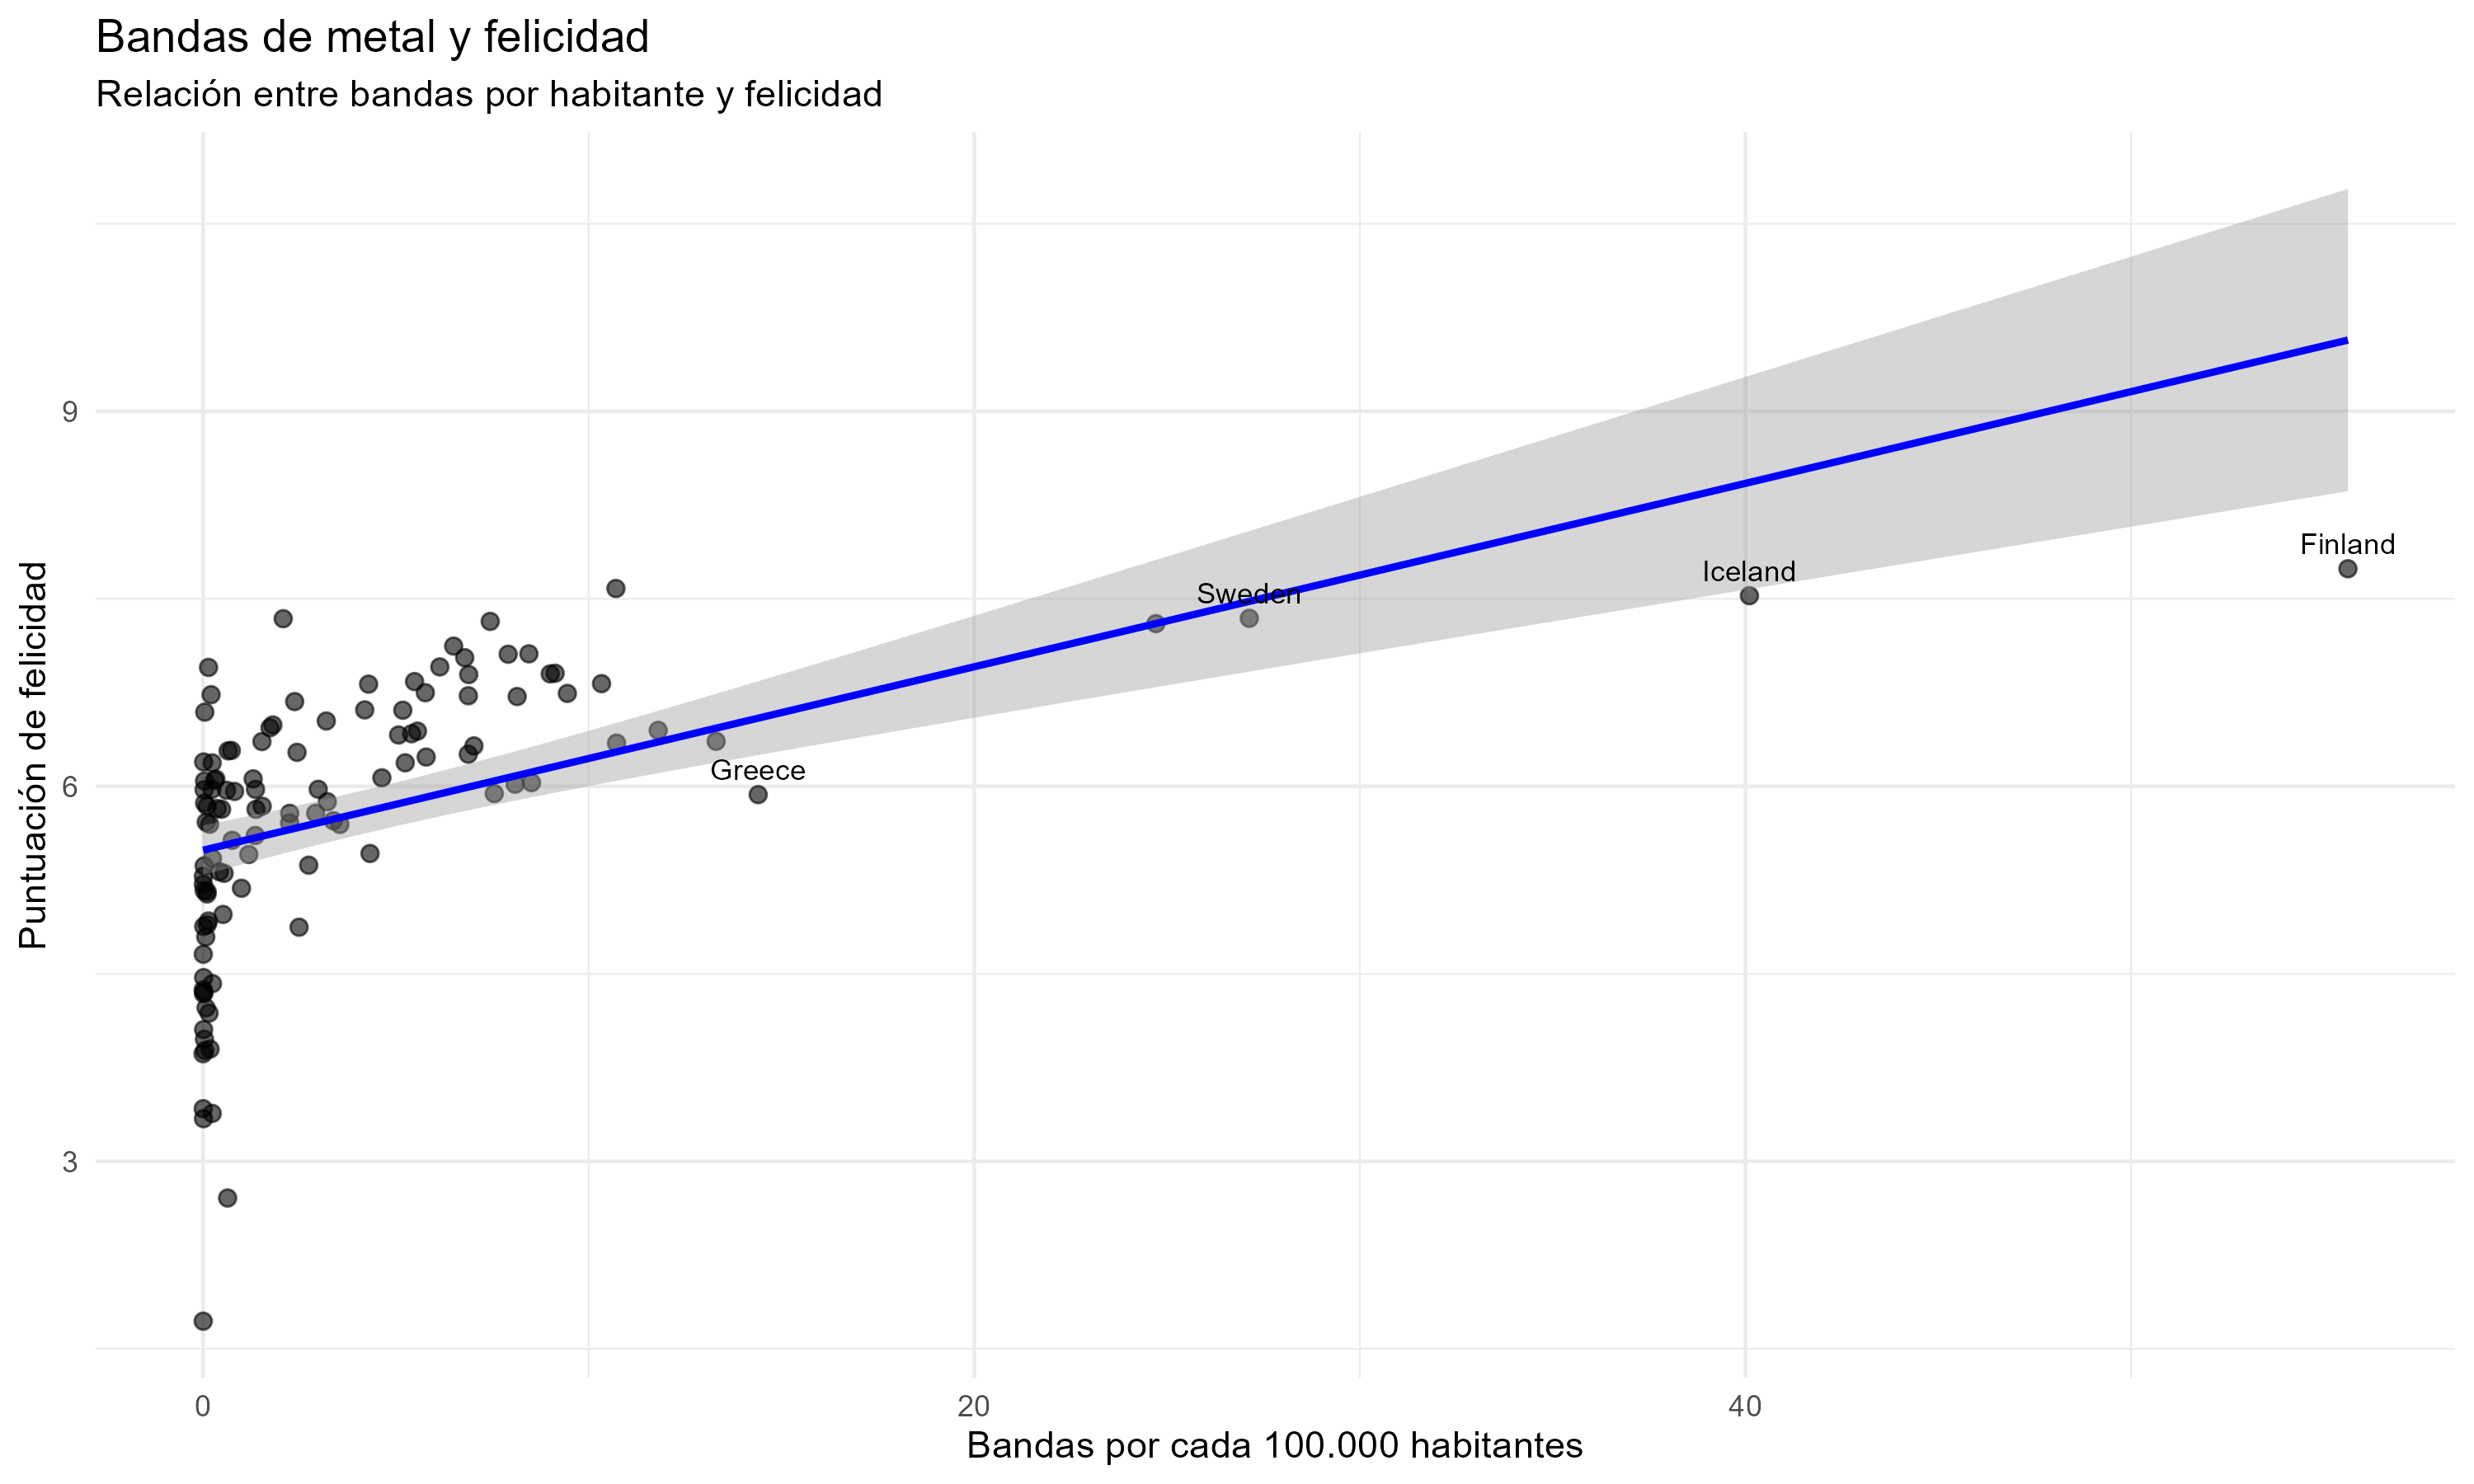 Bandas de metal y felicidad
Relación entre bandas por habitante y felicidad
Puntuación de felicidad
9
6
3
Finland
Iceland
Sweden
Greece
0
20
40
Bandas por cada 100.000 habitantes